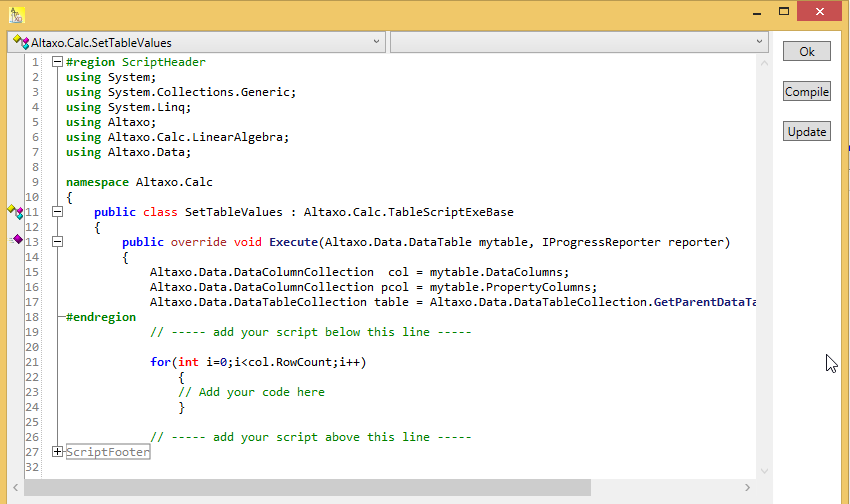 Altaxo.Calc.SetTableValues
Ok
Compile
Update
1 #region ScriptHeader
2 using System;
3 using System.Collections.Generic;
4 using System.Linq;
5 using Altaxo;
6 using Altaxo.Calc.LinearAlgebra;
7 using Altaxo.Data;
8
9 namespace Altaxo.Calc
10 {
11 public class SetTableValues : Altaxo.Calc.TableScriptExeBase
12 {
13 public override void Execute(Altaxo.Data.DataTable mytable, IProgressReporter reporter)
14 {
15 Altaxo.Data.DataColumnCollection  col = mytable.DataColumns;
16 Altaxo.Data.DataColumnCollection pcol = mytable.PropertyColumns;
17 Altaxo.Data.DataTableCollection table = Altaxo.Data.DataTableCollection.GetParentDataTa
18 #endregion
19 // ----- add your script below this line -----
20
21 for(int i=0;i<col.RowCount;i++)
22 {
23 // Add your code here
24 }
25
26 // ----- add your script above this line -----
27 ScriptFooter
32